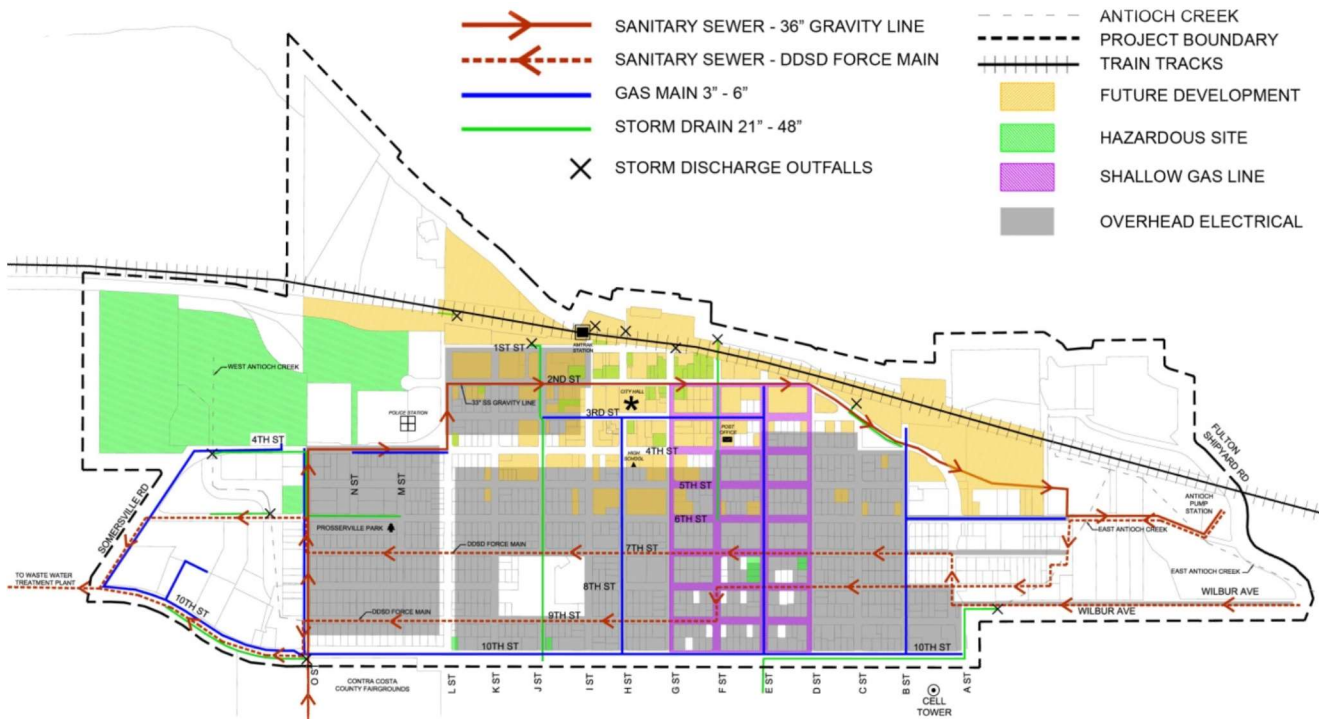 SANITARY SEWER - 36” GRAVITY LINE
SANITARY SEWER - DDSD FORCE MAIN
GAS MAIN 3” - 6”
STORM DRAIN 21” - 48”
STORM DISCHARGE OUTFALLS
ANTIOCH CREEK
PROJECT BOUNDARY
TRAIN TRACKS
FUTURE DEVELOPMENT
HAZARDOUS SITE
SHALLOW GAS LINE
OVERHEAD ELECTRICAL
1ST ST
AMTRAK
STATION
WEST ANTIOCH CREEK
2ND ST
33" SS GRAVITY LINE
CITY HALL
POLICE STATION
3RD ST
POST
OFFICE
4TH ST
4TH ST
HIGH
SCHOOL
FULTON
SHIPYARD RD
SOMERSVILLE RD
N ST
M ST
5TH ST
ANTIOCH
PUMP
STATION
6TH ST
PROSSERVILLE PARK
EAST ANTIOCH CREEK
DDSD FORCE MAIN
7TH ST
EAST ANTIOCH CREEK
TO WASTE WATER
TREATMENT PLANT
8TH ST
WILBUR AVE
10TH ST
DDSD FORCE MAIN
9TH ST
WILBUR AVE
10TH ST
10TH ST
O ST
CONTRA COSTA
COUNTY FAIRGROUNDS
L ST
K ST
J ST
I ST
H ST
G ST
F ST
E ST
D ST
C ST
B ST
A ST
CELL
TOWER